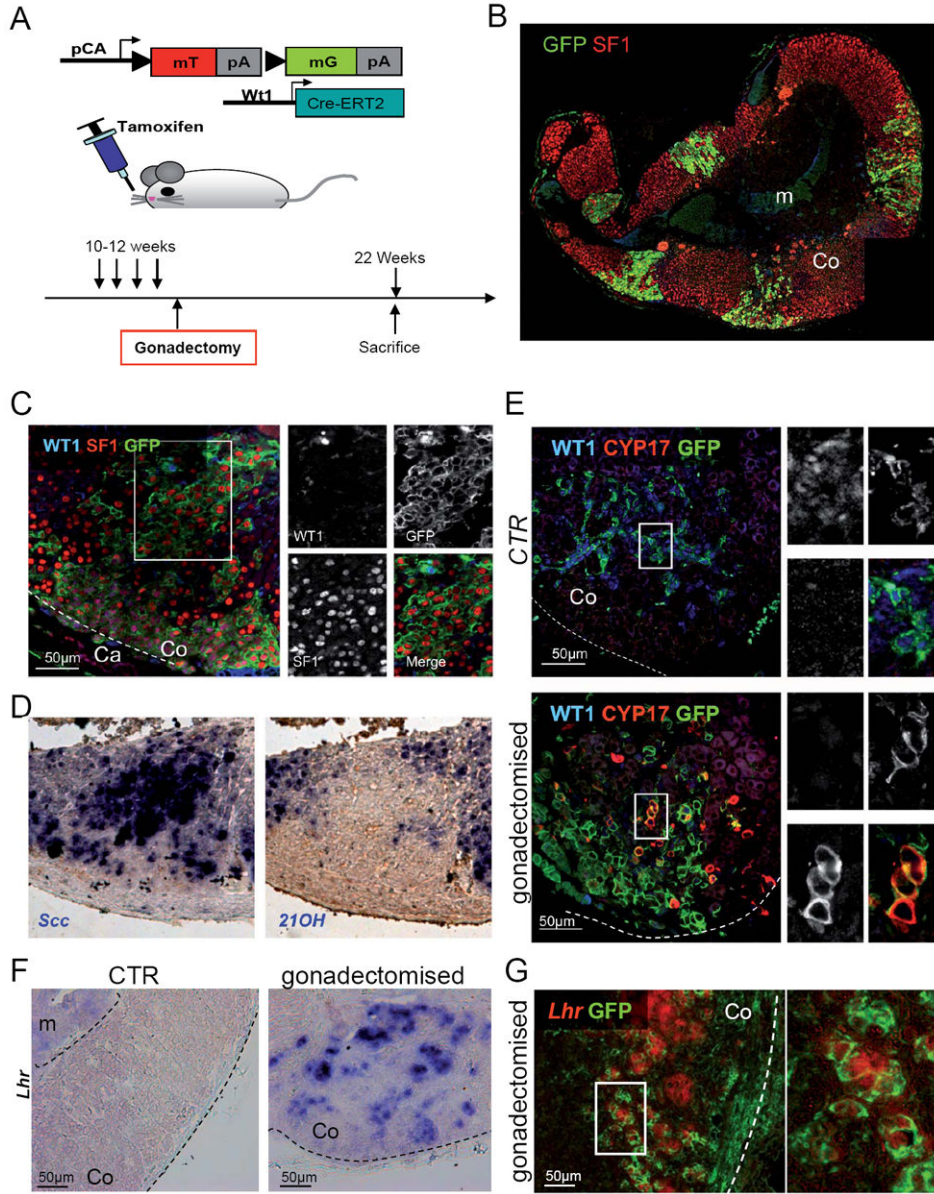 A
pCA
mT pA mG pA
Wt1
Cre-ERT2
Tamoxifen
10-12 weeks
22 Weeks
Gonadectomy
Sacrifice
B
GFP SF1
m
Co
C
WT1 SF1 GFP
WT1
GFP
SF1
Merge
Ca
Co
50µm
D
Scc
21OH
E
CTR
WT1 CYP17 GFP
Co
50µm
gonadectomised
WT1 CYP17 GFP
50µm
F
CTR
gonadectomised
Lhr
m
Co
50µm
Co
50µm
G
gonadectomised
Lhr GFP
Co
50µm